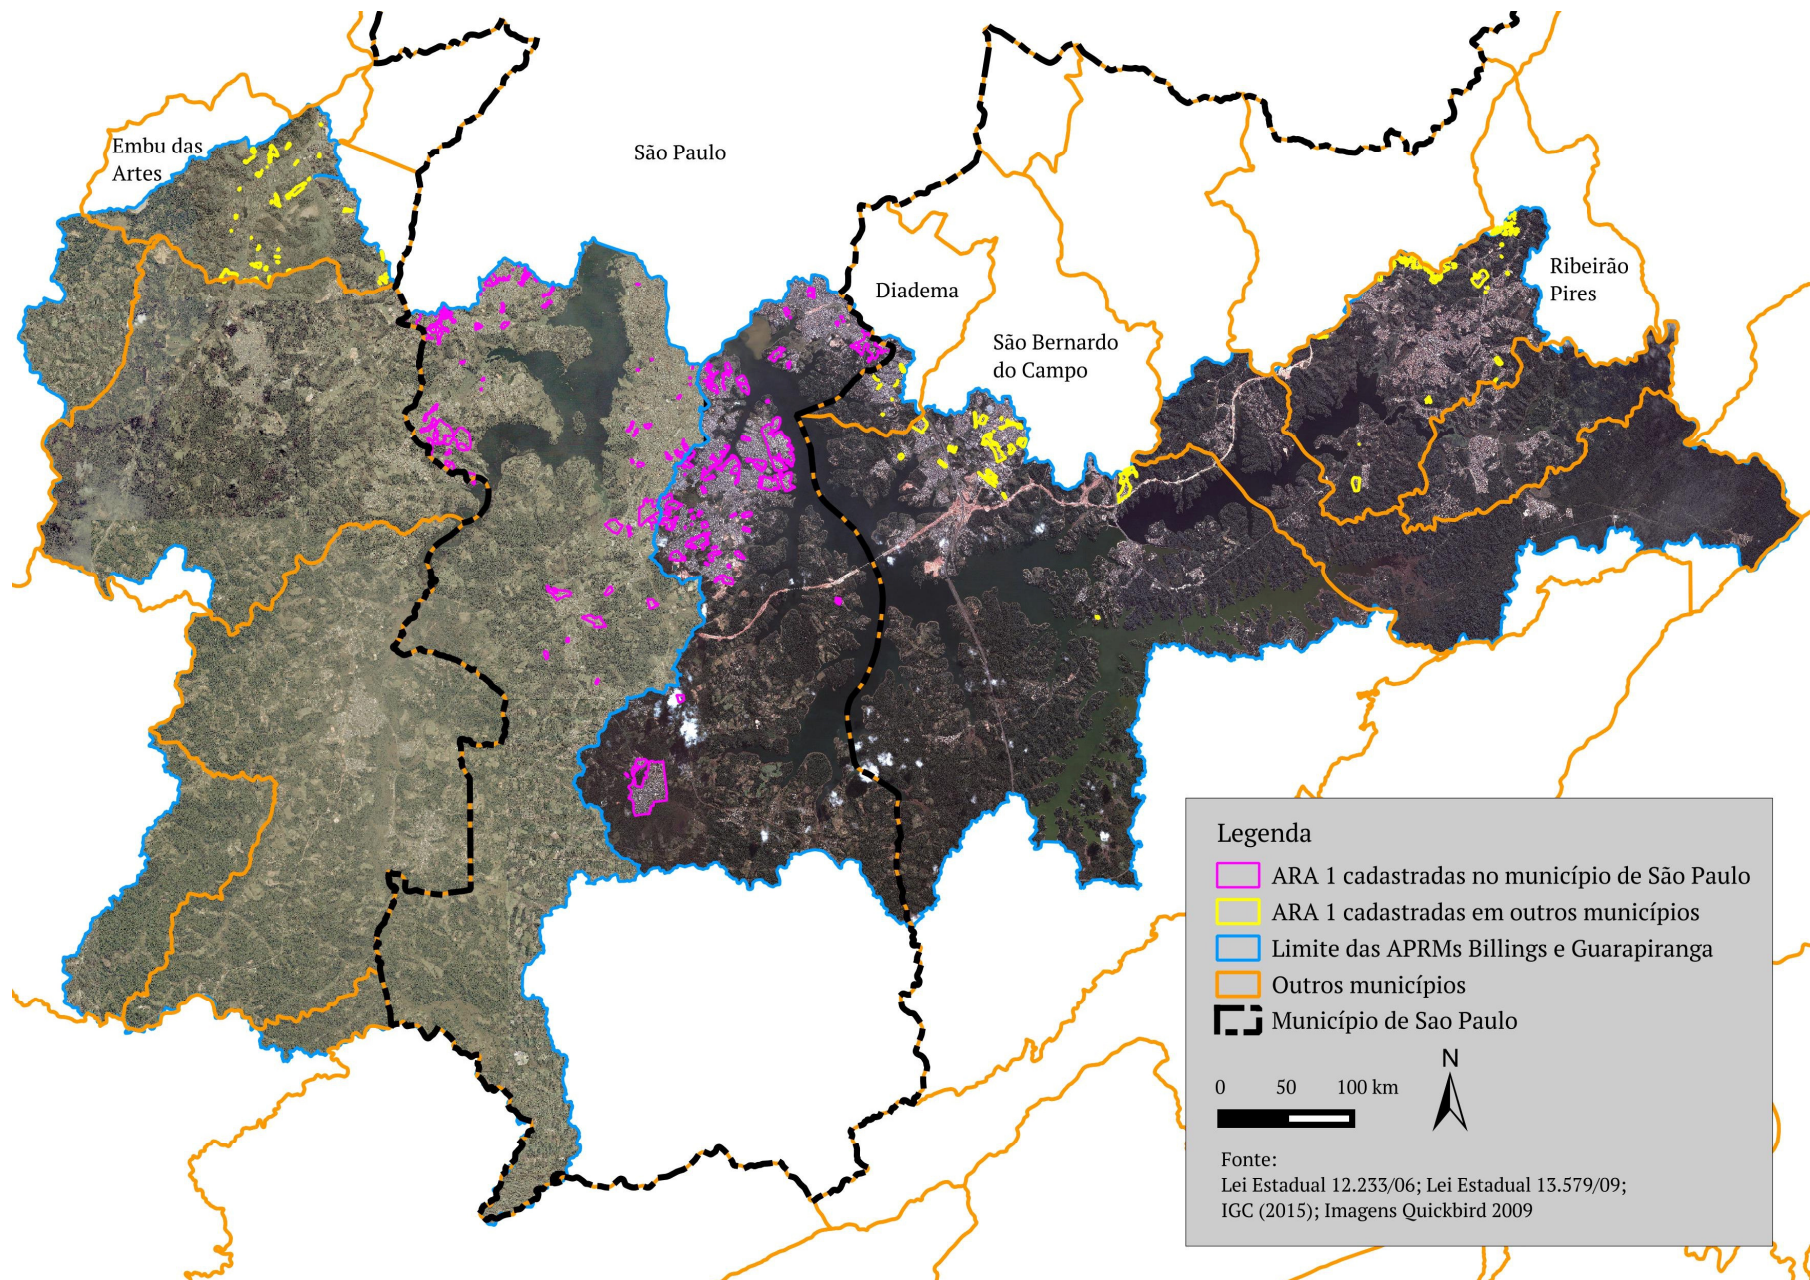 Embu das
Artes
São Paulo
Diadema
São Bernardo
do Campo
Ribeirão
Pires
Legenda
ARA 1 cadastradas no município de São Paulo
ARA 1 cadastradas em outros municípios
Limite das APRMs Billings e Guarapiranga
Outros municípios
Município de Sao Paulo
N
0 50 100 km
Fonte:
Lei Estadual 12.233/06; Lei Estadual 13.579/09;
IGC (2015); Imagens Quickbird 2009